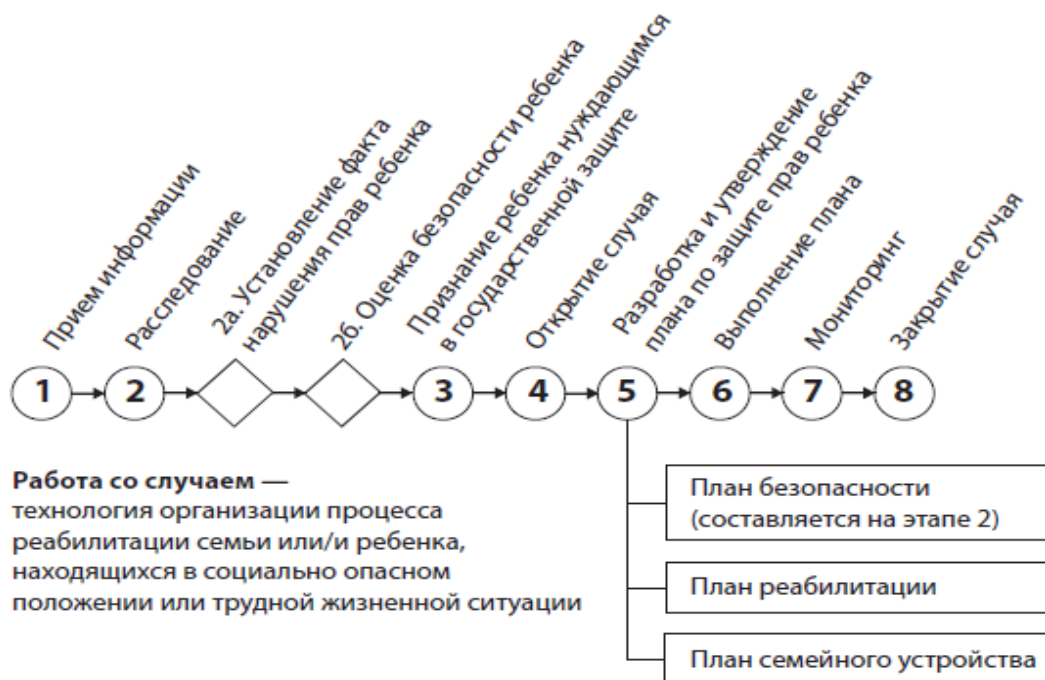 Прием информации
Расследование
2а. Установление факта
нарушения прав ребенка
2б. Оценка безопасности ребенка
Признание ребенка нуждающимся
в государственной защите
Открытие случая
Разработка и утверждение
плана по защите прав ребенка
Выполнение плана
Мониторинг
Закрытие случая
1
2
3
4
5
6
7
8
Работа со случаем —
технология организации процесса
реабилитации семьи или/и ребенка,
находящихся в социально опасном
положении или трудной жизненной ситуации
План безопасности
(составляется на этапе 2)
План реабилитации
План семейного устройства